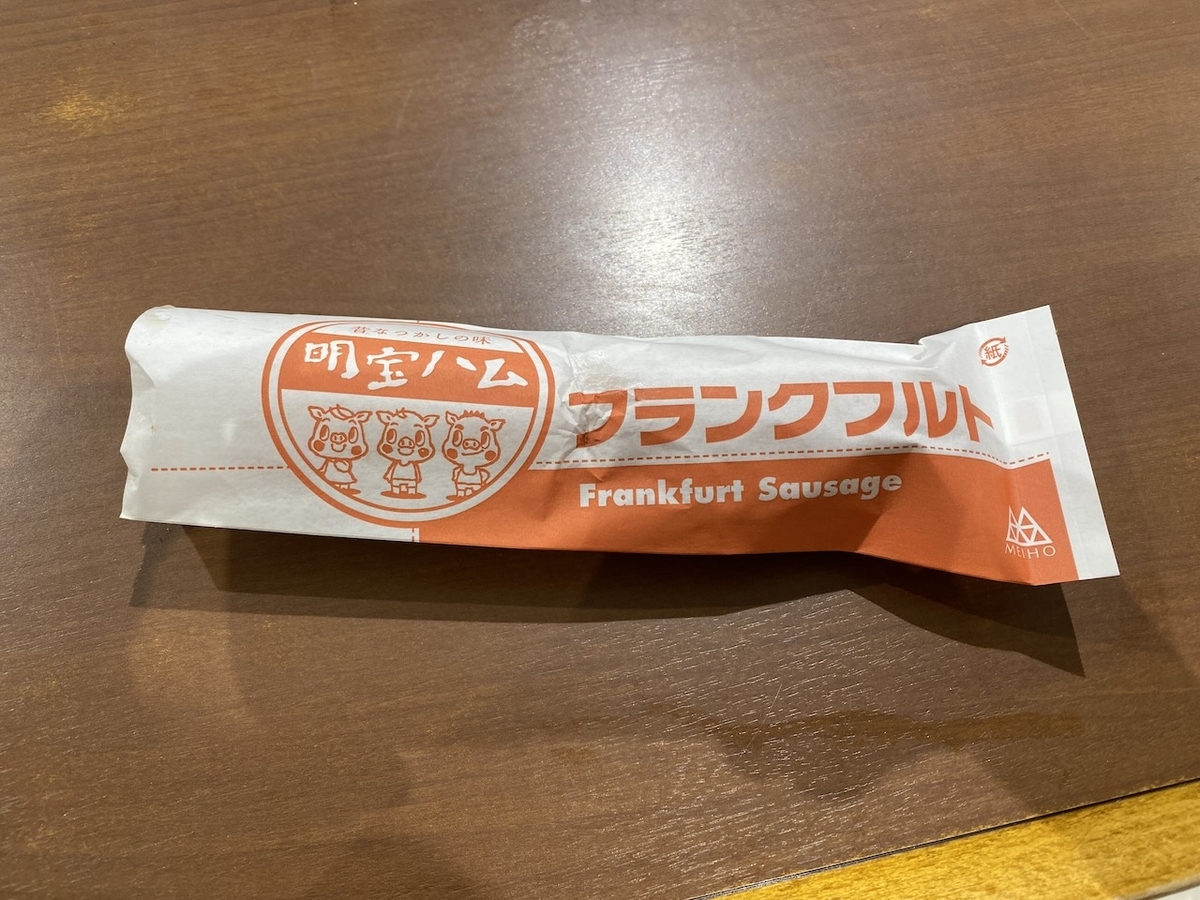 昔なつかしの味
明宝ハム
フランクフルト
Frankfurt Sausage
紙
MEIHO